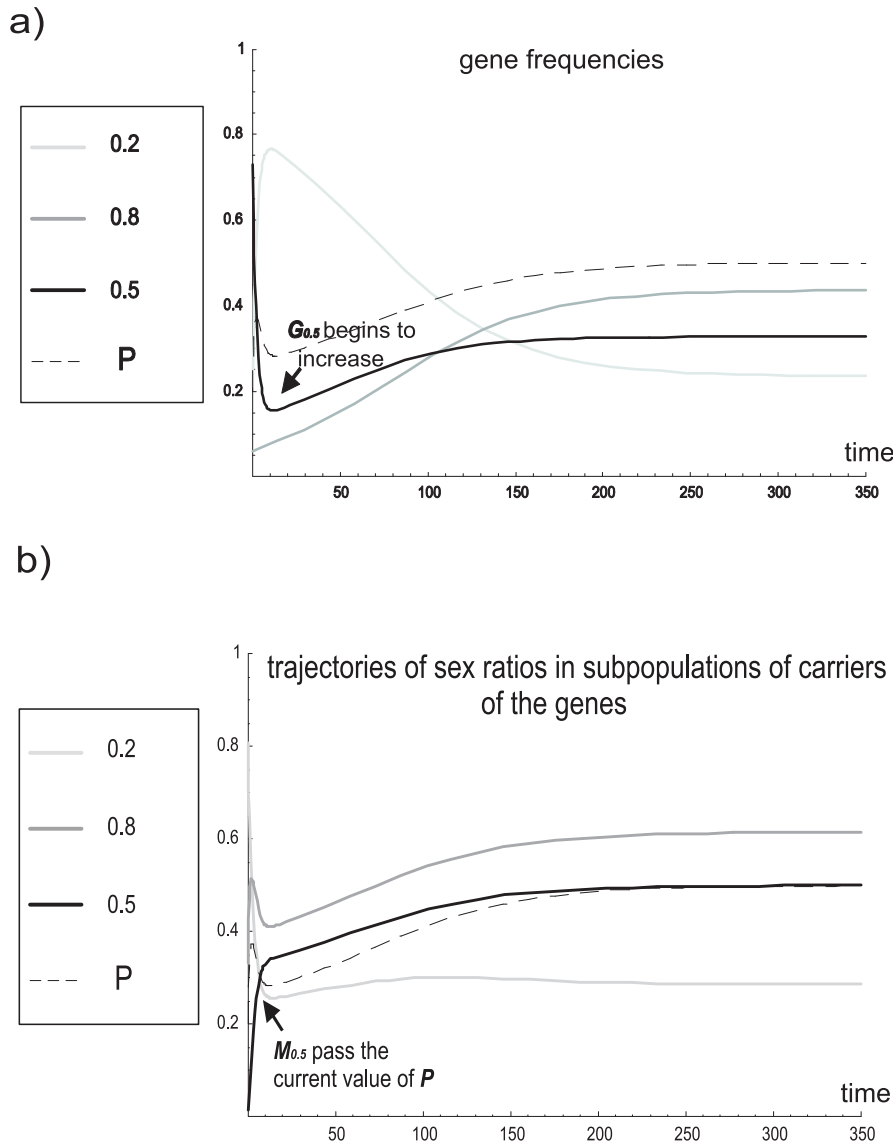 a)
gene frequencies
0.2
0.8
0.5
P
1
0.8
0.6
0.4
0.2
G0.5 begins to
increase
time
50 100 150 200 250 300 350
b)
trajectories of sex ratios in subpopulations of carriers
of the genes
0.2
0.8
0.5
P
1
0.8
0.6
0.4
0.2
M0.5 pass the
current value of P
time
50 100 150 200 250 300 350